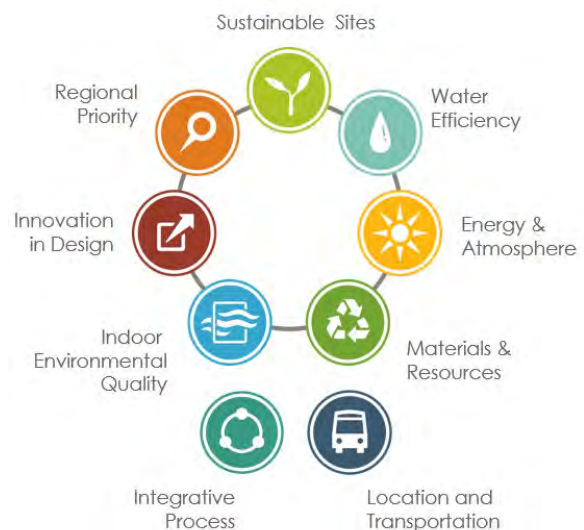 Sustainable Sites
Regional
Priority
Water
Efficiency
Innovation
in Design
Energy &
Atmosphere
Indoor
Environmental
Quality
Materials &
Resources
Integrative
Process
Location and
Transportation